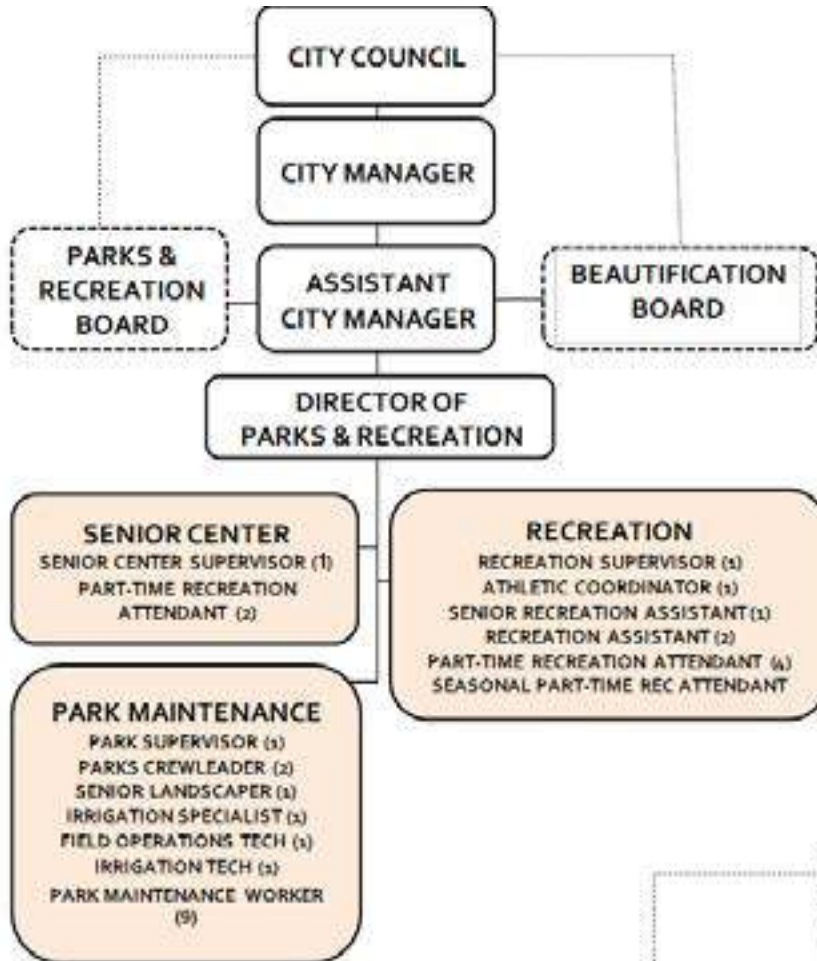 CITY COUNCIL
CITY MANAGER
PARKS &
RECREATION
BOARD
ASSISTANT
CITY MANAGER
BEAUTIFICATION
BOARD
DIRECTOR OF
PARKS & RECREATION
SENIOR CENTER
SENIOR CENTER SUPERVISOR (1)
PART-TIME RECREATION
ATTENDANT (2)
RECREATION
RECREATION SUPERVISOR (1)
ATHLETIC COORDINATOR (1)
SENIOR RECREATION ASSISTANT (1)
RECREATION ASSISTANT (2)
PART-TIME RECREATION ATTENDANT (4)
SEASONAL PART-TIME REC ATTENDANT
PARK MAINTENANCE
PARK SUPERVISOR (1)
PARKS CREWLEADER (2)
SENIOR LANDSCAPER (1)
IRRIGATION SPECIALIST (1)
FIELD OPERATIONS TECH (1)
IRRIGATION TECH (1)
PARK MAINTENANCE WORKER
(9)